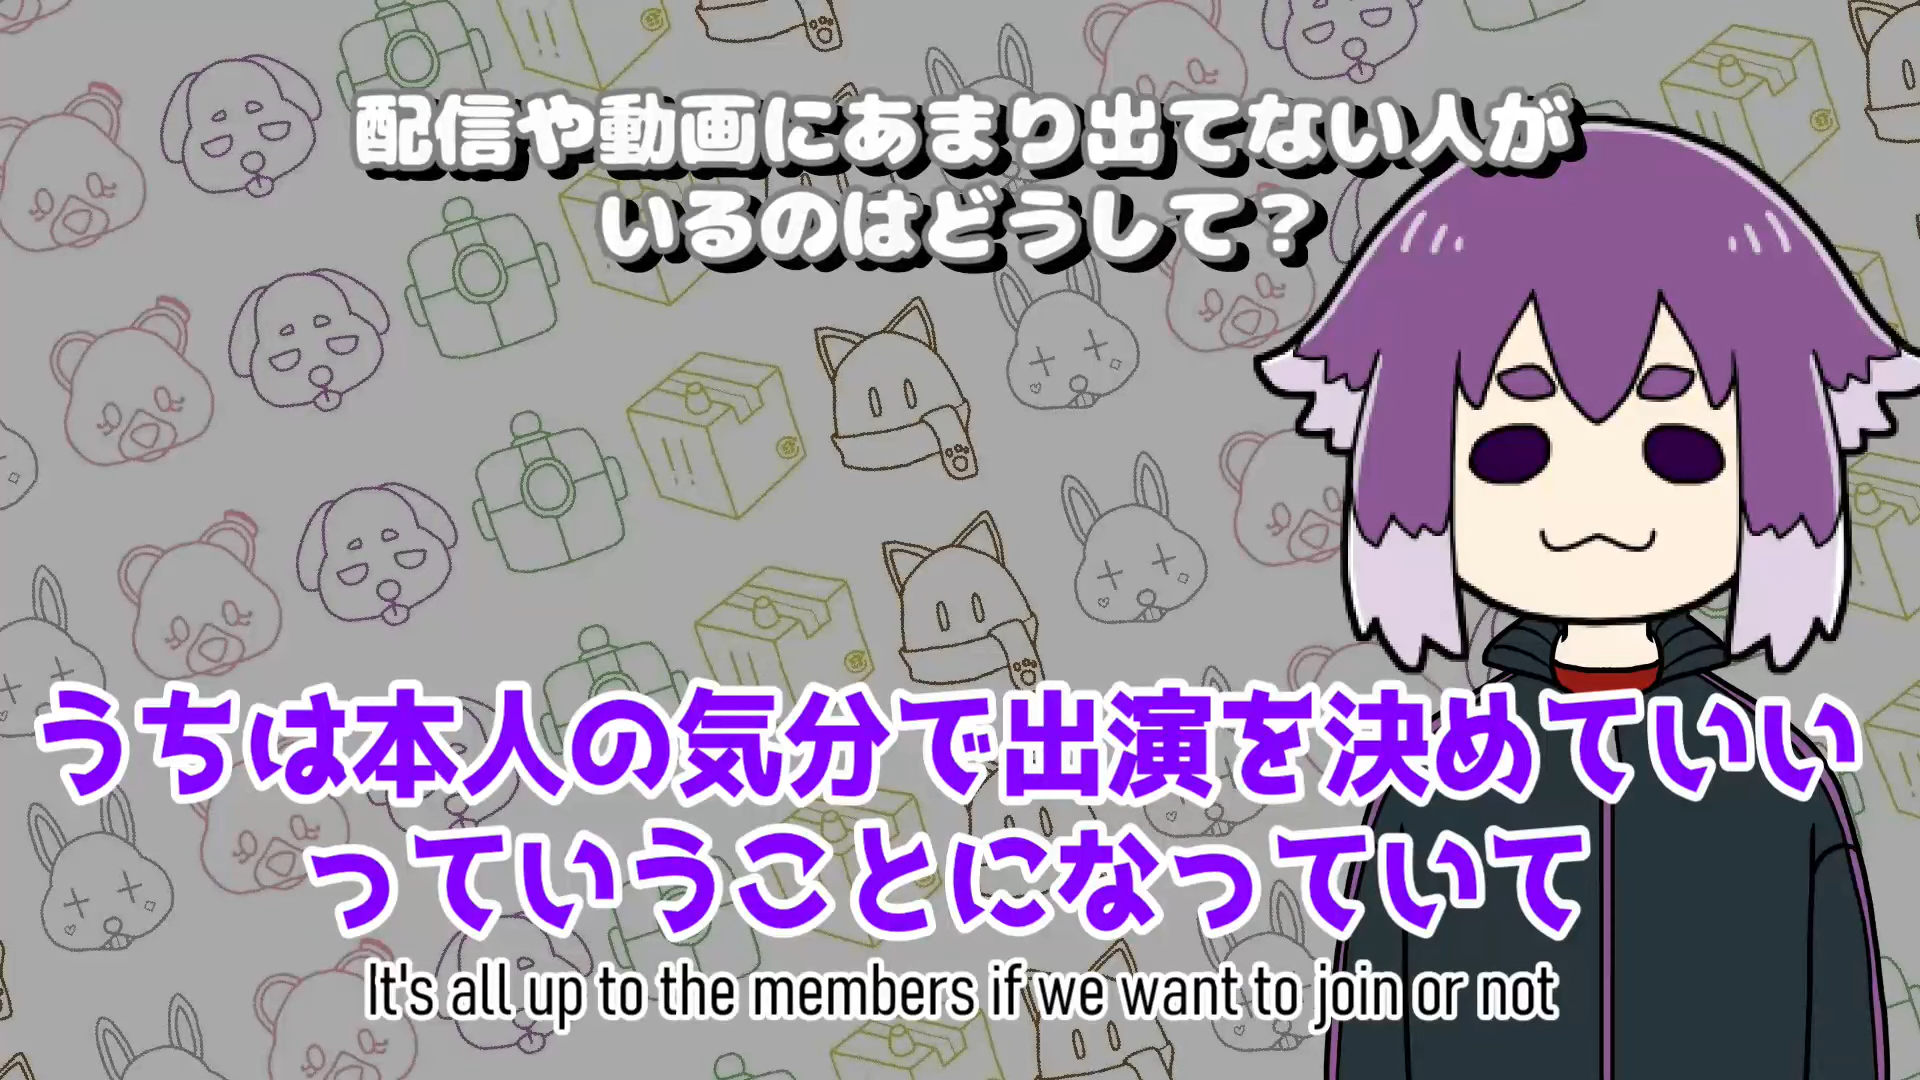 配信や動画にあまり出てない人が
いるのはどうして？
うちは本人の気分で出演を決めていい
っていうことになっていて
It's all up to the members if we want to join or not